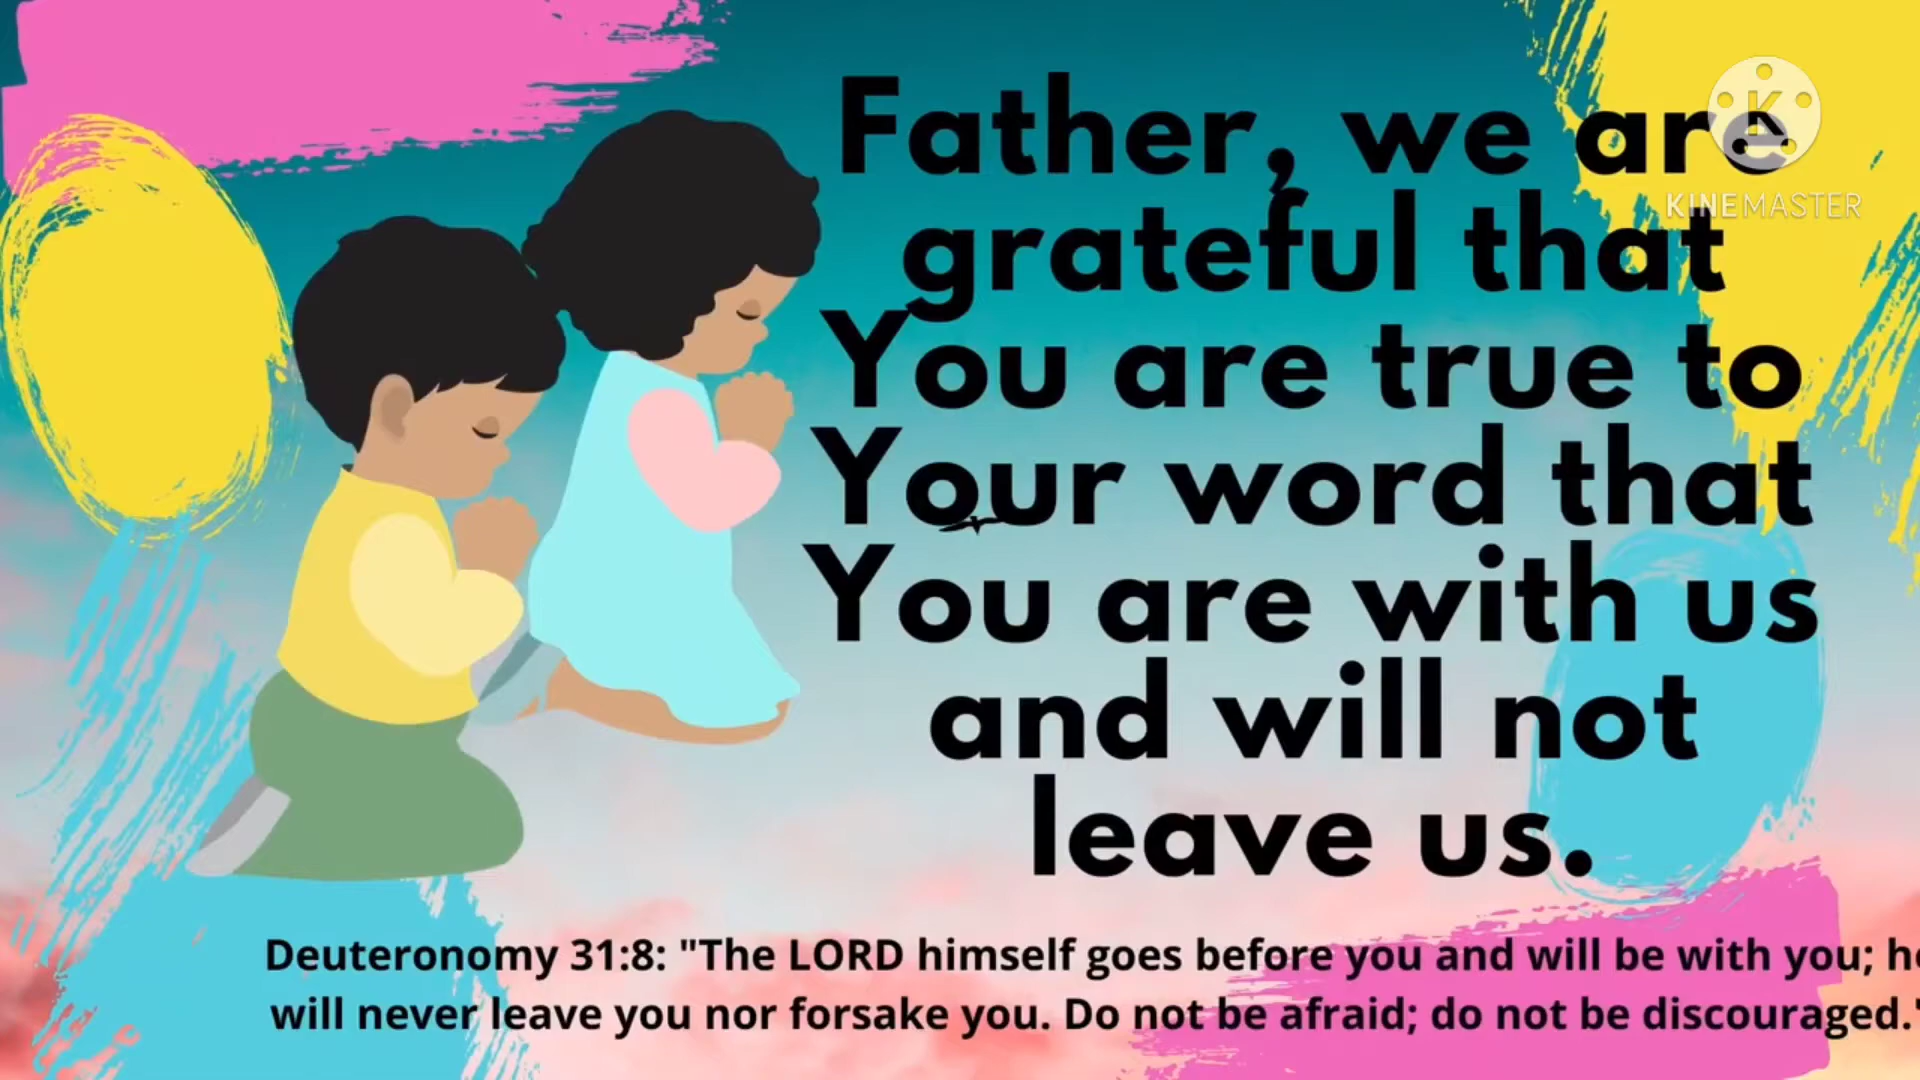 Father, we are
grateful that
You are true to
Your word that
You are with us
and will not
leave us.
K
KINEMASTER
Deuteronomy 31:8: "The LORD himself goes before you and will be with you; he
will never leave you nor forsake you. Do not be afraid; do not be discouraged."